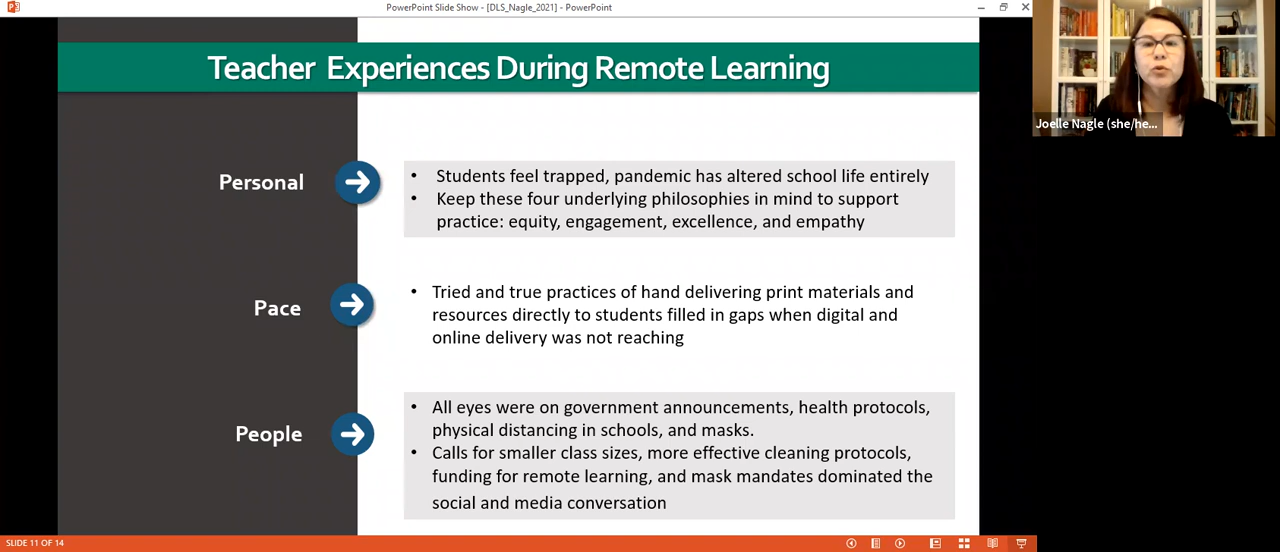 PowerPoint Slide Show - [DLS_Nagle_2021] - PowerPoint
Teacher Experiences During Remote Learning
Joelle Nagle (she/he...
Personal
• Students feel trapped, pandemic has altered school life entirely
• Keep these four underlying philosophies in mind to support
practice: equity, engagement, excellence, and empathy
Pace
• Tried and true practices of hand delivering print materials and
resources directly to students filled in gaps when digital and
online delivery was not reaching
People
• All eyes were on government announcements, health protocols,
physical distancing in schools, and masks.
• Calls for smaller class sizes, more effective cleaning protocols,
funding for remote learning, and mask mandates dominated the
social and media conversation
SLIDE 11 OF 14